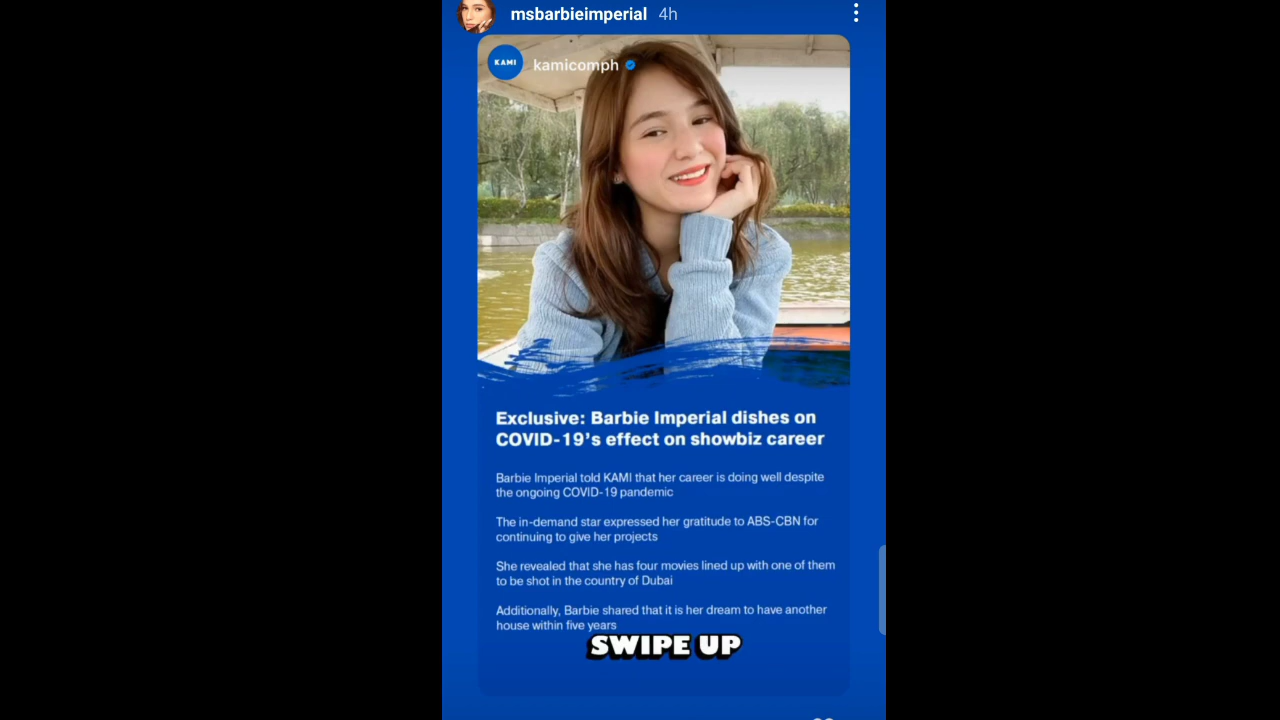 msbarbieimperial 4h
KAMI
kamicomph
Exclusive: Barbie Imperial dishes on
COVID-19's effect on showbiz career
Barbie Imperial told KAMI that her career is doing well despite
the ongoing COVID-19 pandemic
The in-demand star expressed her gratitude to ABS-CBN for
continuing to give her projects
She revealed that she has four movies lined up with one of them
to be shot in the country of Dubai
Additionally, Barbie shared that it is her dream to have another
house within five years
SWIPE UP